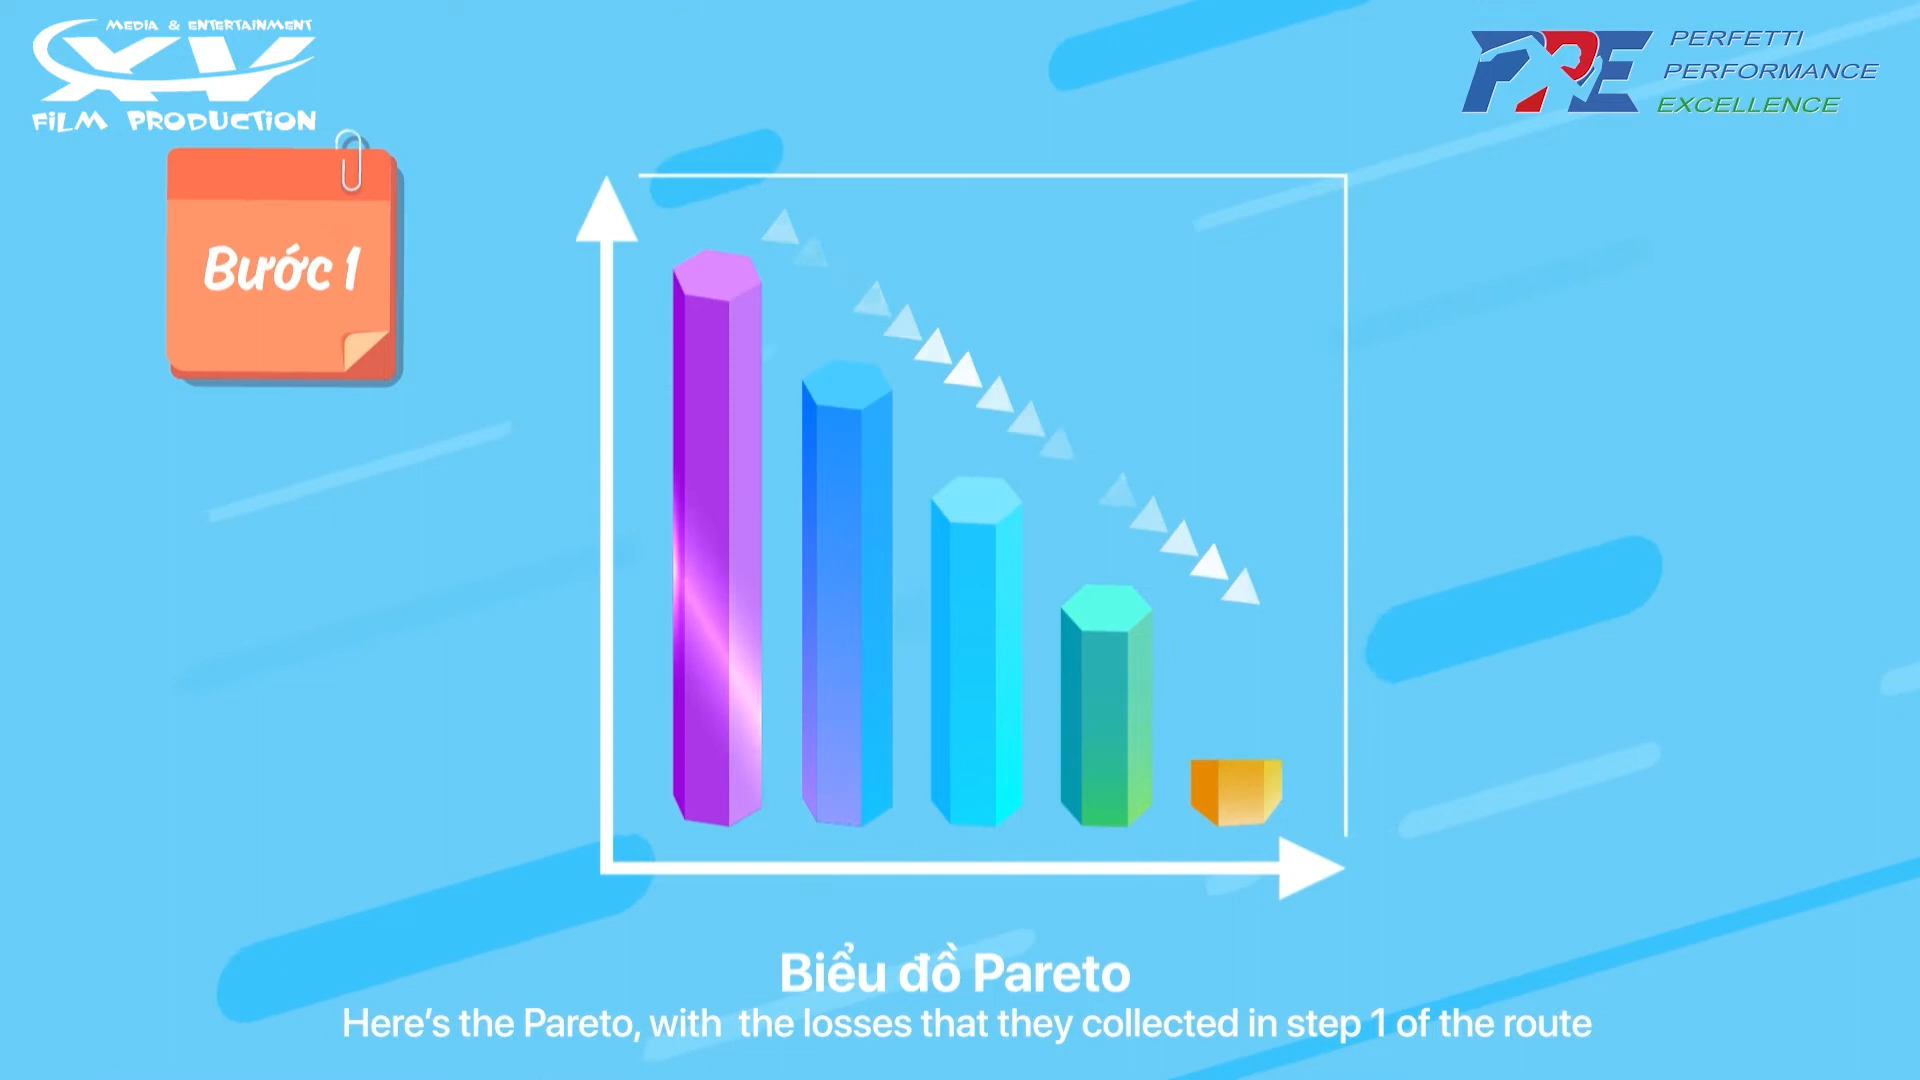 MEDIA & ENTERTAINMENT
XV
FILM PRODUCTION
PPE
PERFETTI
PERFORMANCE
EXCELLENCE
Bước 1
Biểu đồ Pareto
Here's the Pareto, with the losses that they collected in step 1 of the route